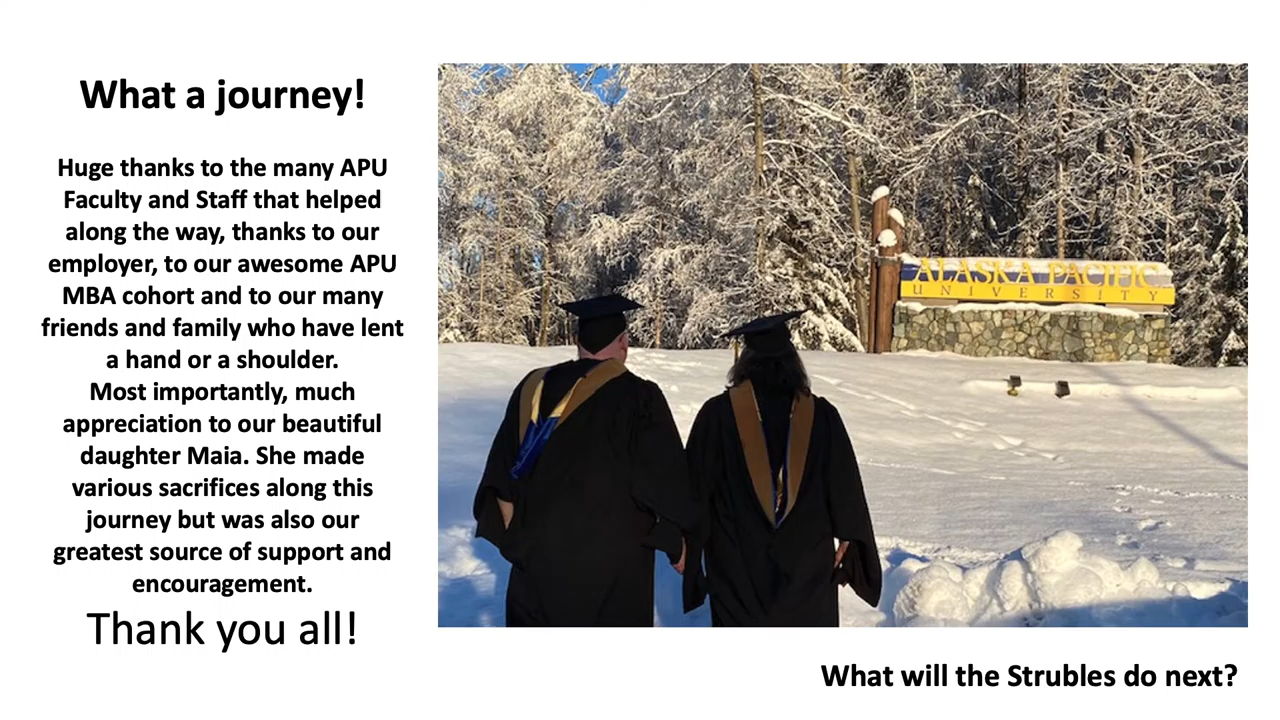 What a journey!
Huge thanks to the many APU
Faculty and Staff that helped
along the way, thanks to our
employer, to our awesome APU
MBA cohort and to our many
friends and family who have lent
a hand or a shoulder.
Most importantly, much
appreciation to our beautiful
daughter Maia. She made
various sacrifices along this
journey but was also our
greatest source of support and
encouragement.
Thank you all!
ALASKA PACIFIC
UNIVERSITY
What will the Strubles do next?